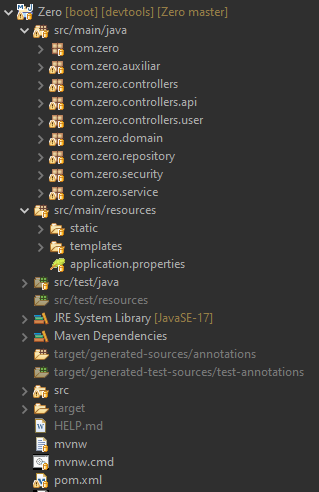 Zero [boot] [devtools] [Zero master]
src/main/java
com.zero
com.zero.auxiliar
com.zero.controllers
com.zero.controllers.api
com.zero.controllers.user
com.zero.domain
com.zero.repository
com.zero.security
com.zero.service
src/main/resources
static
templates
application.properties
src/test/java
src/test/resources
JRE System Library [JavaSE-17]
Maven Dependencies
target/generated-sources/annotations
target/generated-test-sources/test-annotations
src
target
HELP.md
mvnw
mvnw.cmd
pom.xml